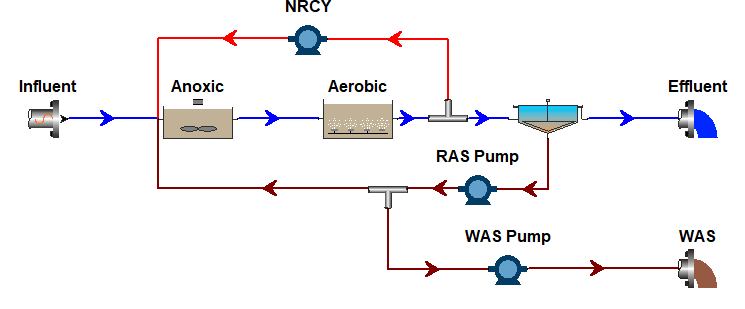 NRCY
Influent
Anoxic
Aerobic
Effluent
RAS Pump
WAS Pump
WAS